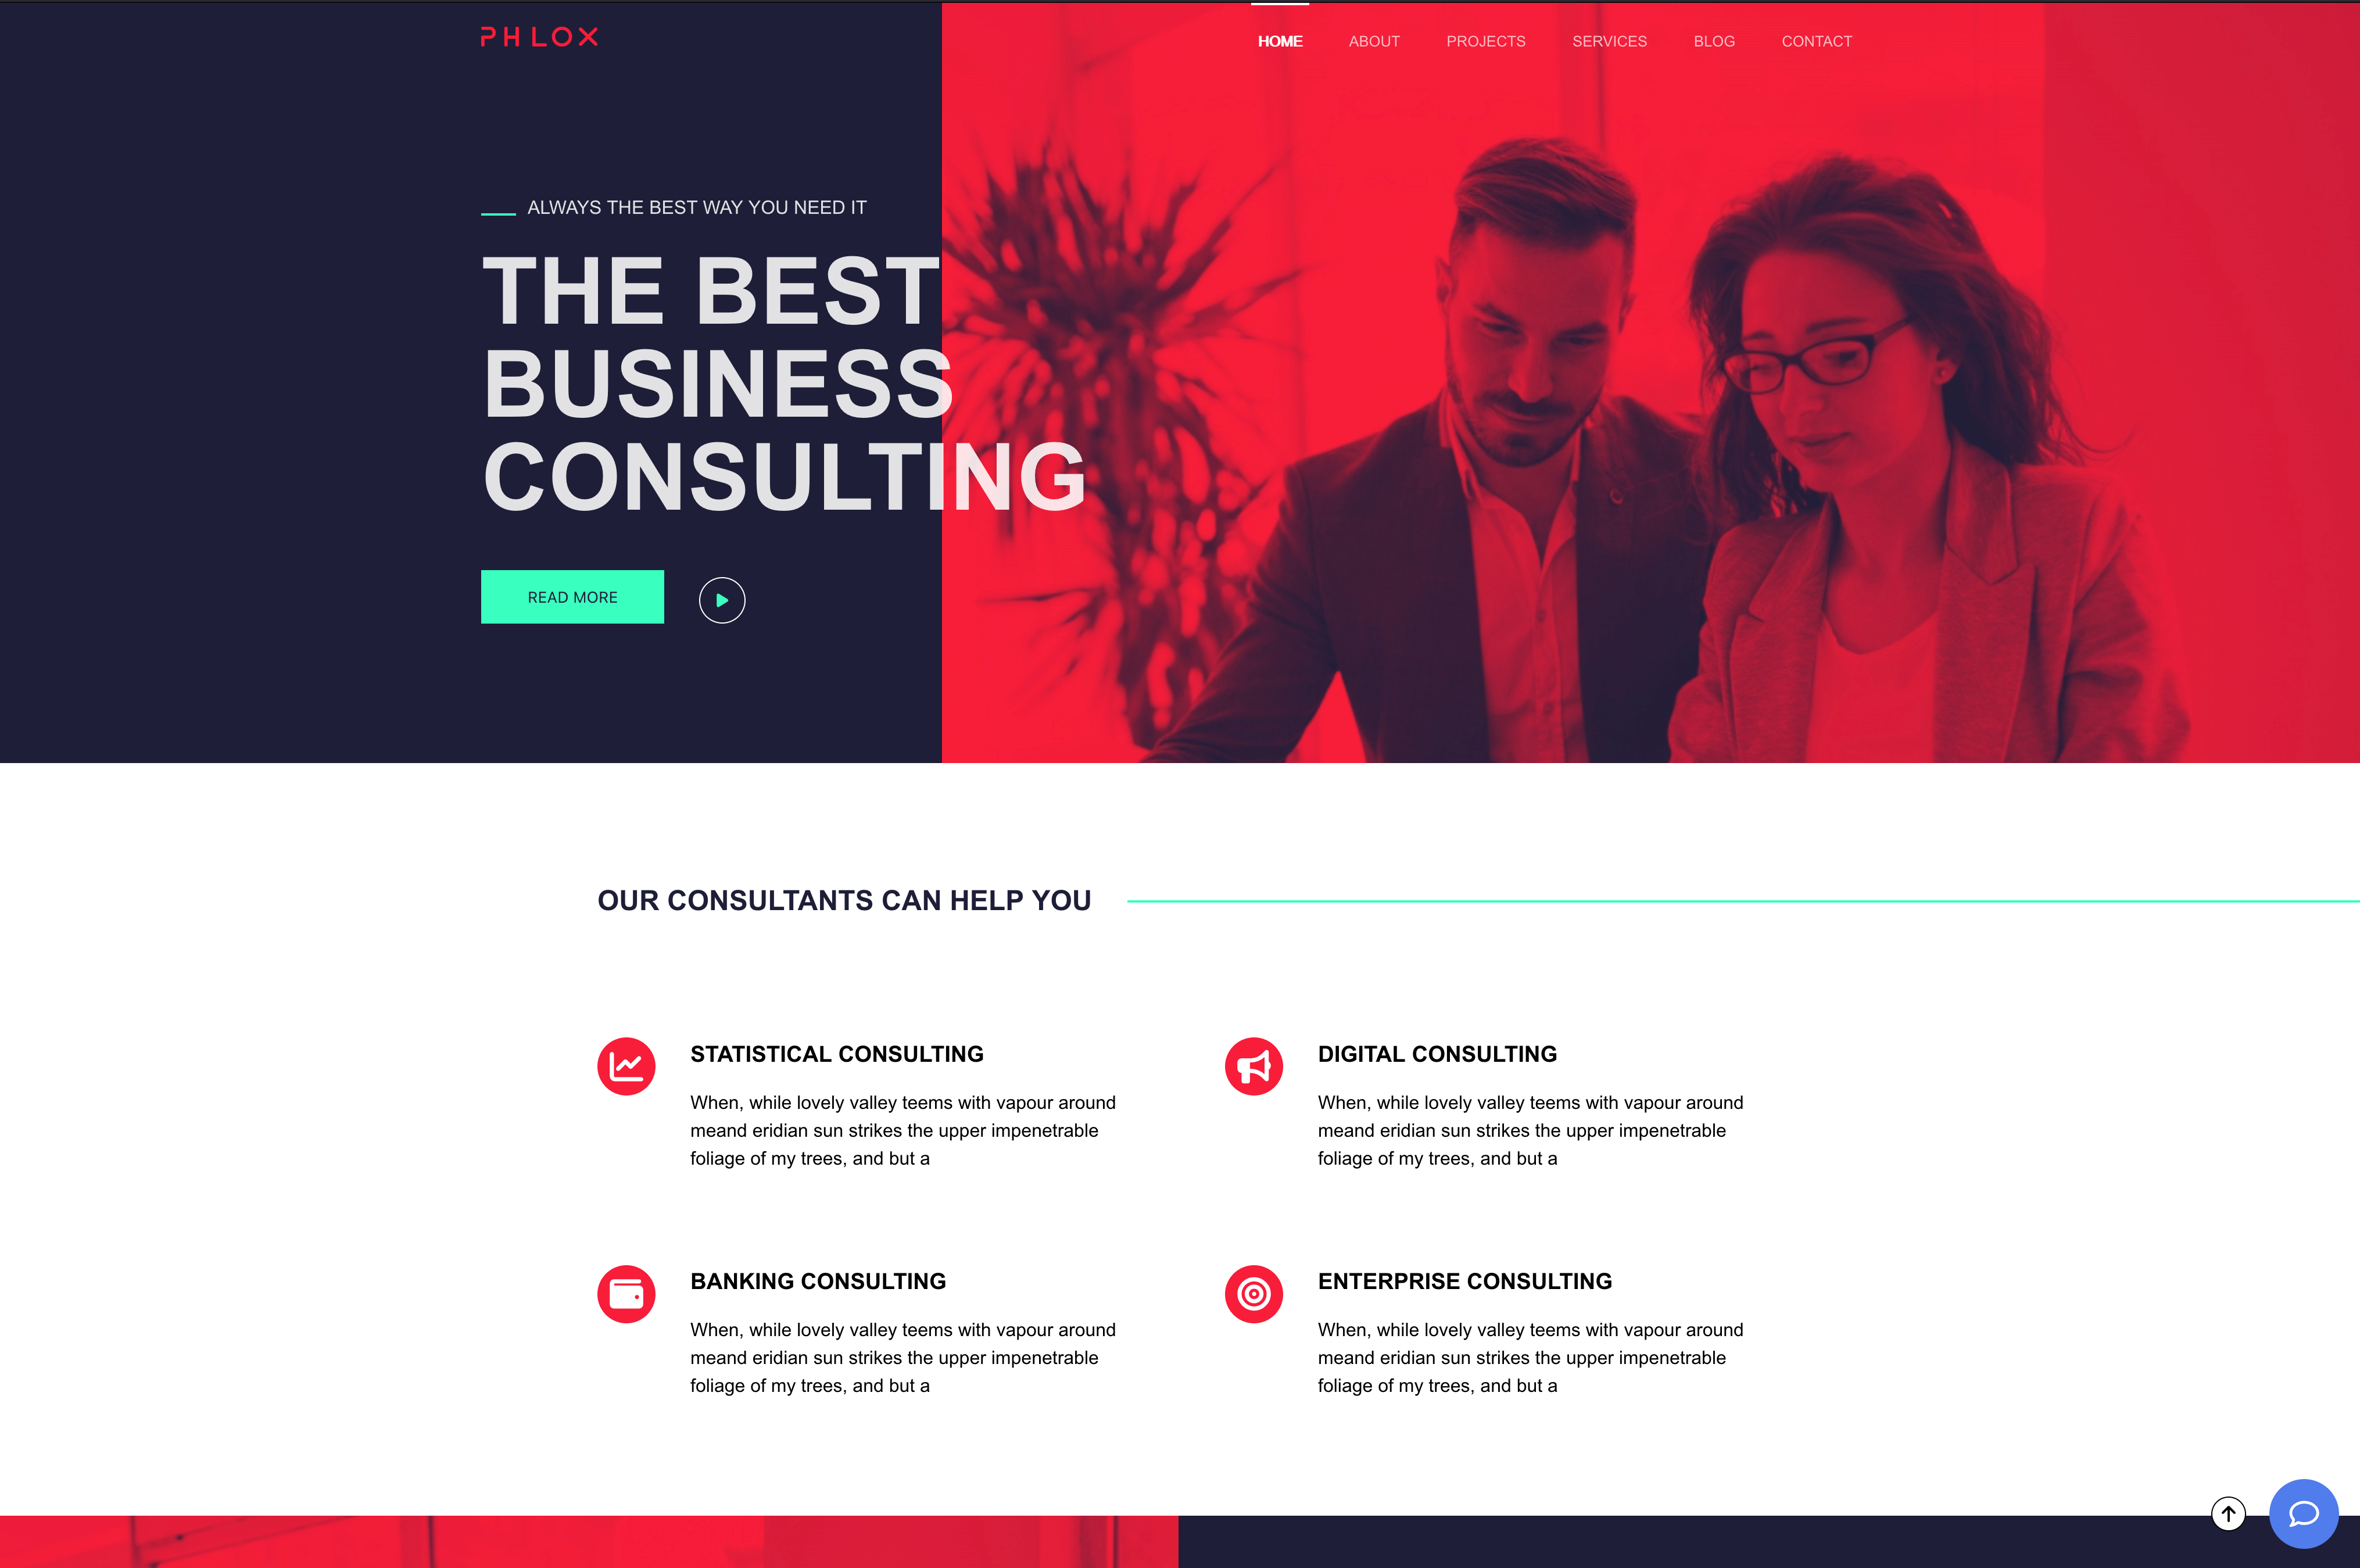 PHLOX
HOME ABOUT PROJECTS SERVICES BLOG CONTACT
ALWAYS THE BEST WAY YOU NEED IT
THE BEST
BUSINESS
CONSULTING
READ MORE
OUR CONSULTANTS CAN HELP YOU
STATISTICAL CONSULTING
When, while lovely valley teems with vapour around
meand eridian sun strikes the upper impenetrable
foliage of my trees, and but a
DIGITAL CONSULTING
When, while lovely valley teems with vapour around
meand eridian sun strikes the upper impenetrable
foliage of my trees, and but a
BANKING CONSULTING
When, while lovely valley teems with vapour around
meand eridian sun strikes the upper impenetrable
foliage of my trees, and but a
ENTERPRISE CONSULTING
When, while lovely valley teems with vapour around
meand eridian sun strikes the upper impenetrable
foliage of my trees, and but a